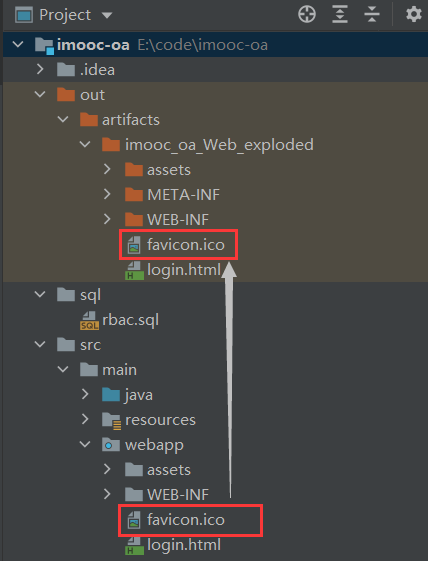 Project
imooc-oa E:\code\imooc-oa
.idea
out
artifacts
imooc_oa_Web_exploded
assets
META-INF
WEB-INF
favicon.ico
login.html
sql
rbac.sql
src
main
java
resources
webapp
assets
WEB-INF
favicon.ico
login.html